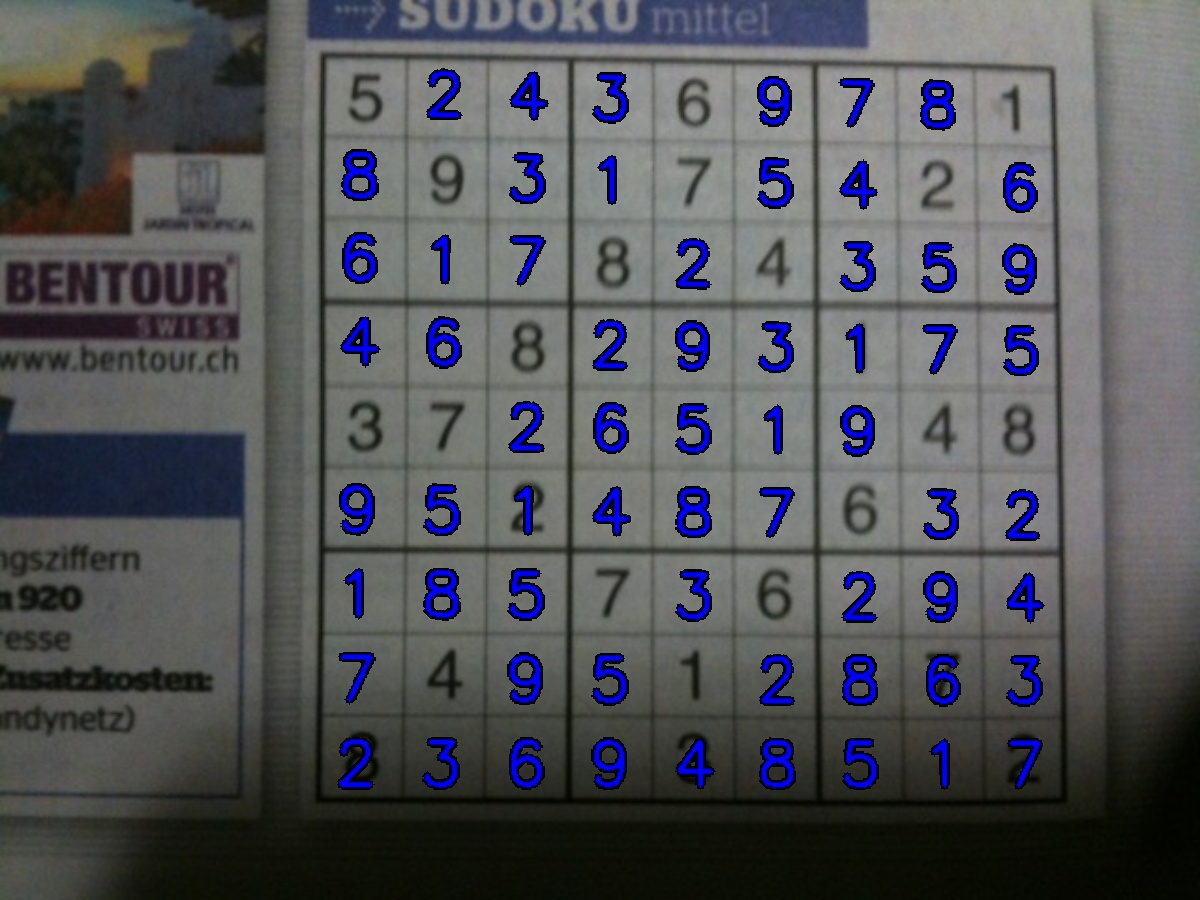 SUDOKU mittel
5 2 4 3 6 9 7 8 1
8 9 3 1 7 5 4 2 6
6 1 7 8 2 4 3 5 9
4 6 8 2 9 3 1 7 5
3 7 2 6 5 1 9 4 8
9 5 1 4 8 7 6 3 2
1 8 5 7 3 6 2 9 4
7 4 9 5 1 2 8 6 3
2 3 6 9 4 8 5 1 7
JARDIN TROPICAL
BENTOUR
SWISS
www.bentour.ch
ngsziffern
n 920
resse
Zusatzkosten:
ndynetz)